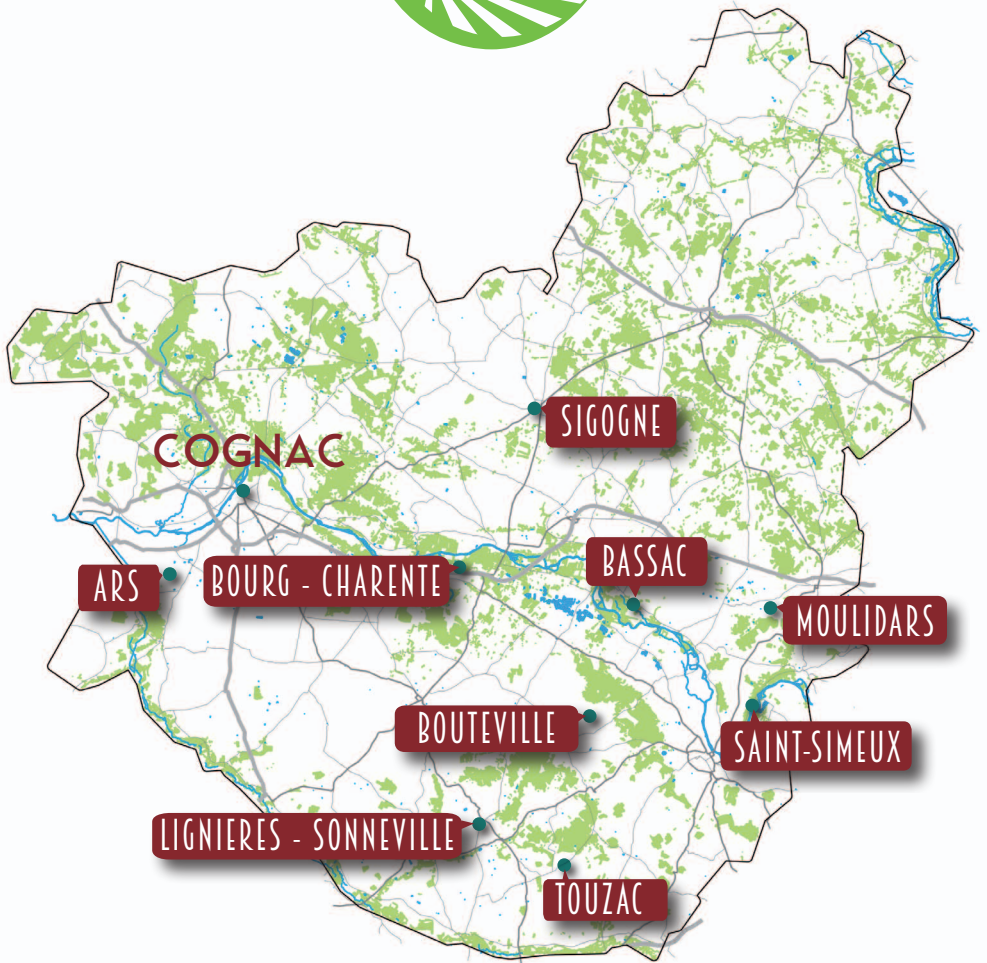 SIGOGNE
COGNAC
BASSAC
ARS
BOURG - CHARENTE
MOULIDARS
BOUTEVILLE
SAINT-SIMEUX
LIGNIERES - SONNEVILLE
TOUZAC